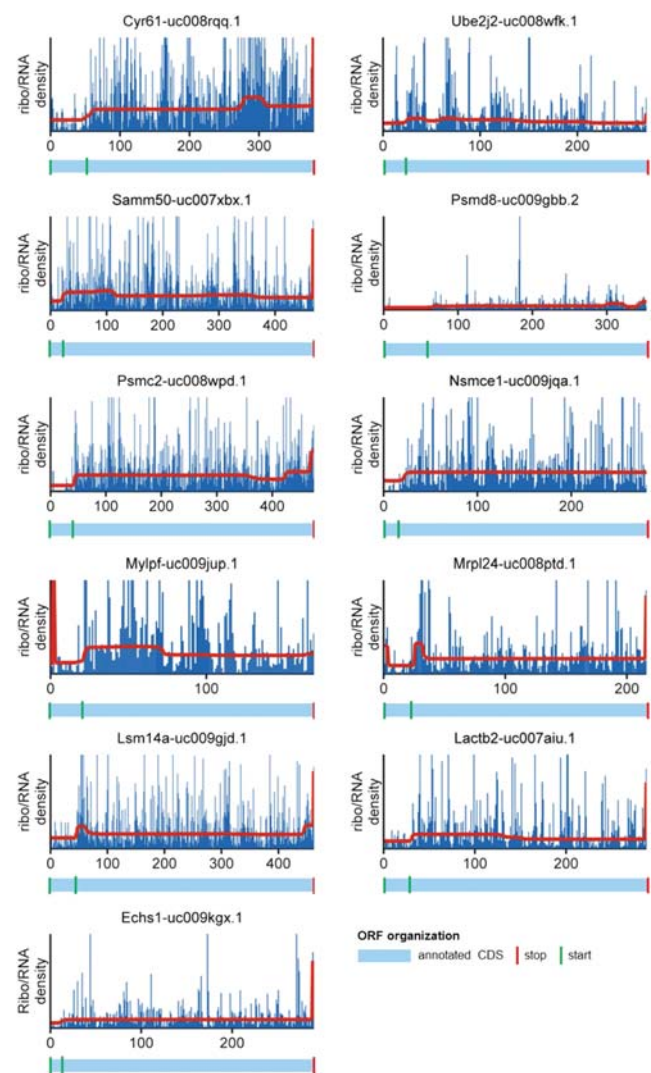 Cyr61-uc008rqq.1
ribo/RNA
density
0 100 200 300
Ube2j2-uc008wfk.1
ribo/RNA
density
0 100 200
Samm50-uc007xbx.1
ribo/RNA
density
0 100 200 300 400
Psmd8-uc009gbb.2
ribo/RNA
density
0 100 200 300
Psmc2-uc008wpd.1
ribo/RNA
density
0 100 200 300 400
Nsmce1-uc009jqa.1
ribo/RNA
density
0 100 200
Mylpf-uc009jup.1
ribo/RNA
density
0 100
Mrpl24-uc008ptd.1
ribo/RNA
density
0 100 200
Lsm14a-uc009gjd.1
ribo/RNA
density
0 100 200 300 400
Lactb2-uc007aiu.1
ribo/RNA
density
0 100 200
Echs1-uc009kgx.1
Ribo/RNA
density
0 100 200
ORF organization
annotated CDS stop start